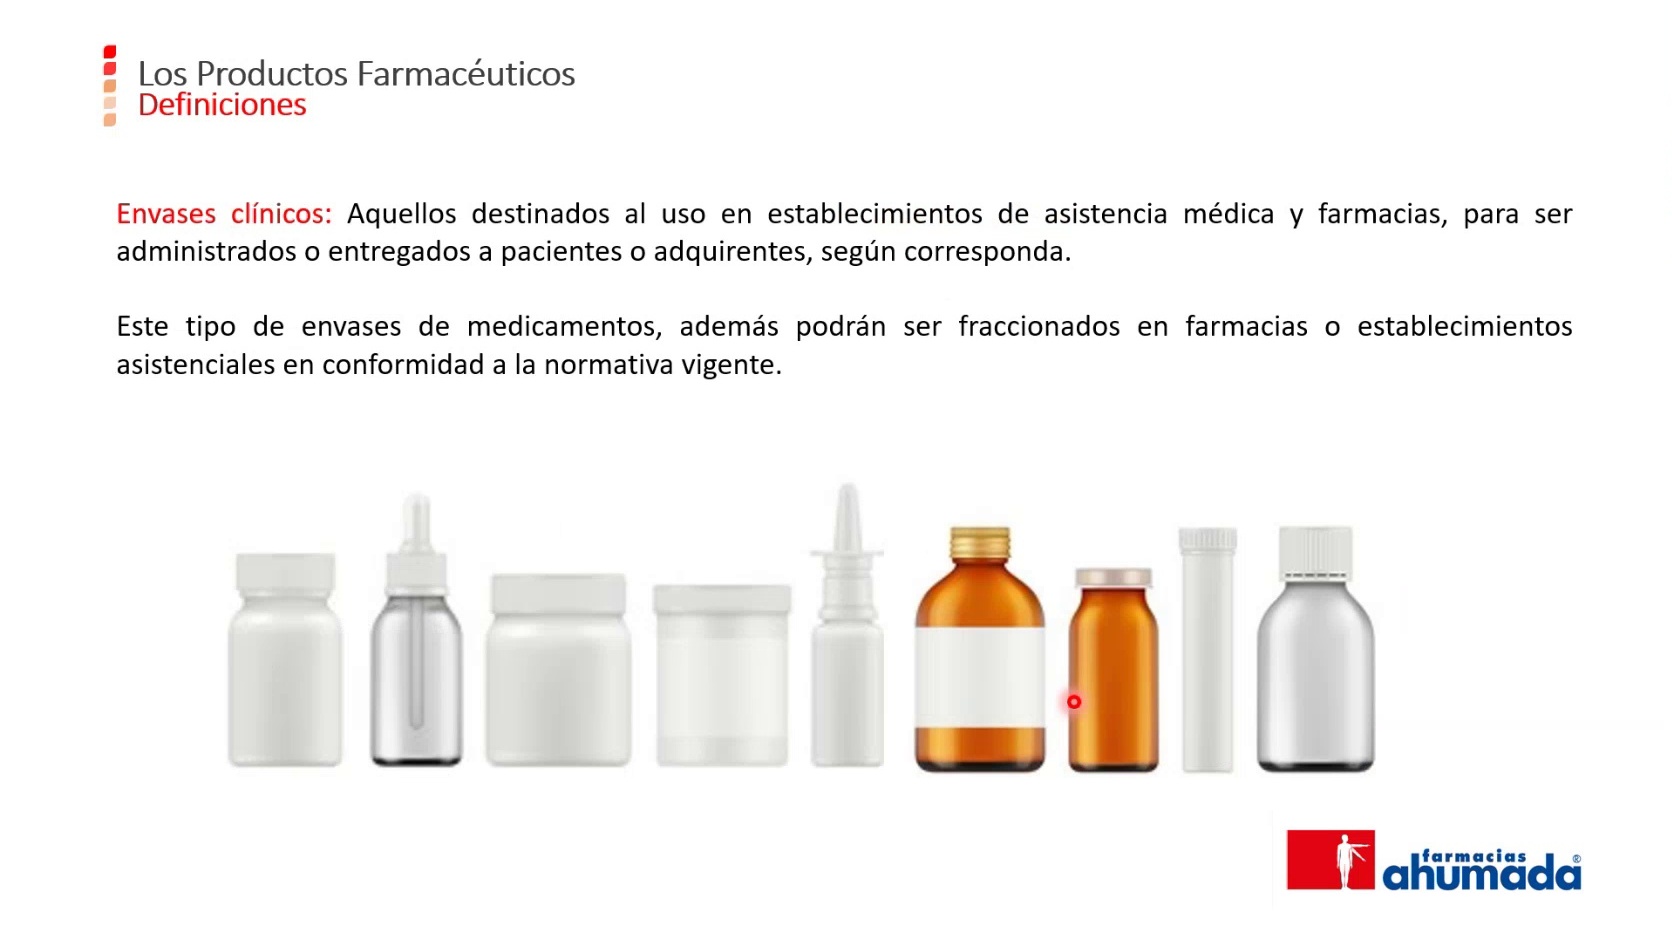 Los Productos Farmacéuticos
Definiciones
Envases clínicos: Aquellos destinados al uso en establecimientos de asistencia médica y farmacias, para ser
administrados o entregados a pacientes o adquirentes, según corresponda.
Este tipo de envases de medicamentos, además podrán ser fraccionados en farmacias o establecimientos
asistenciales en conformidad a la normativa vigente.
farmacias
ahumada®